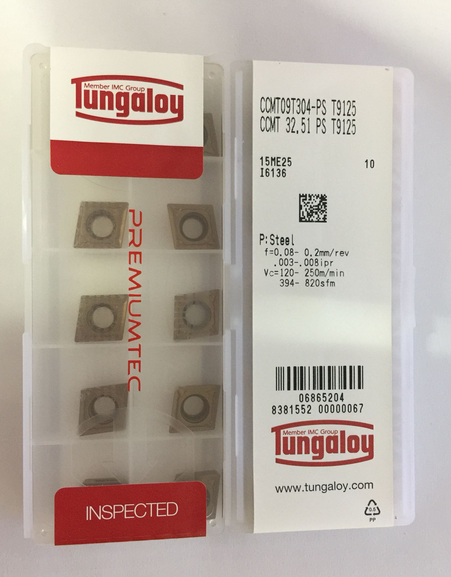 Member IMC Group
Tungaloy
PREMIUMTEC
INSPECTED
CCMT09T304-PS T9125
CCMT 32,51 PS T9125
15ME25 10
I6136
P:Steel
f=0.08- 0.2mm/rev
.003-.008ipr
Vc=120- 250m/min
394- 820sfm
06865204
8381552 00000067
Member IMC Group
Tungaloy
www.tungaloy.com
PP